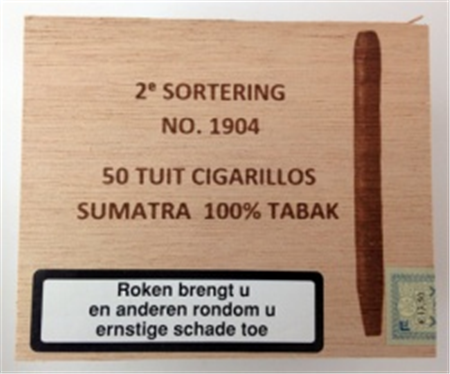 2e SORTERING
NO. 1904
50 TUIT CIGARILLOS
SUMATRA 100% TABAK
Roken brengt u
en anderen rondom u
ernstige schade toe